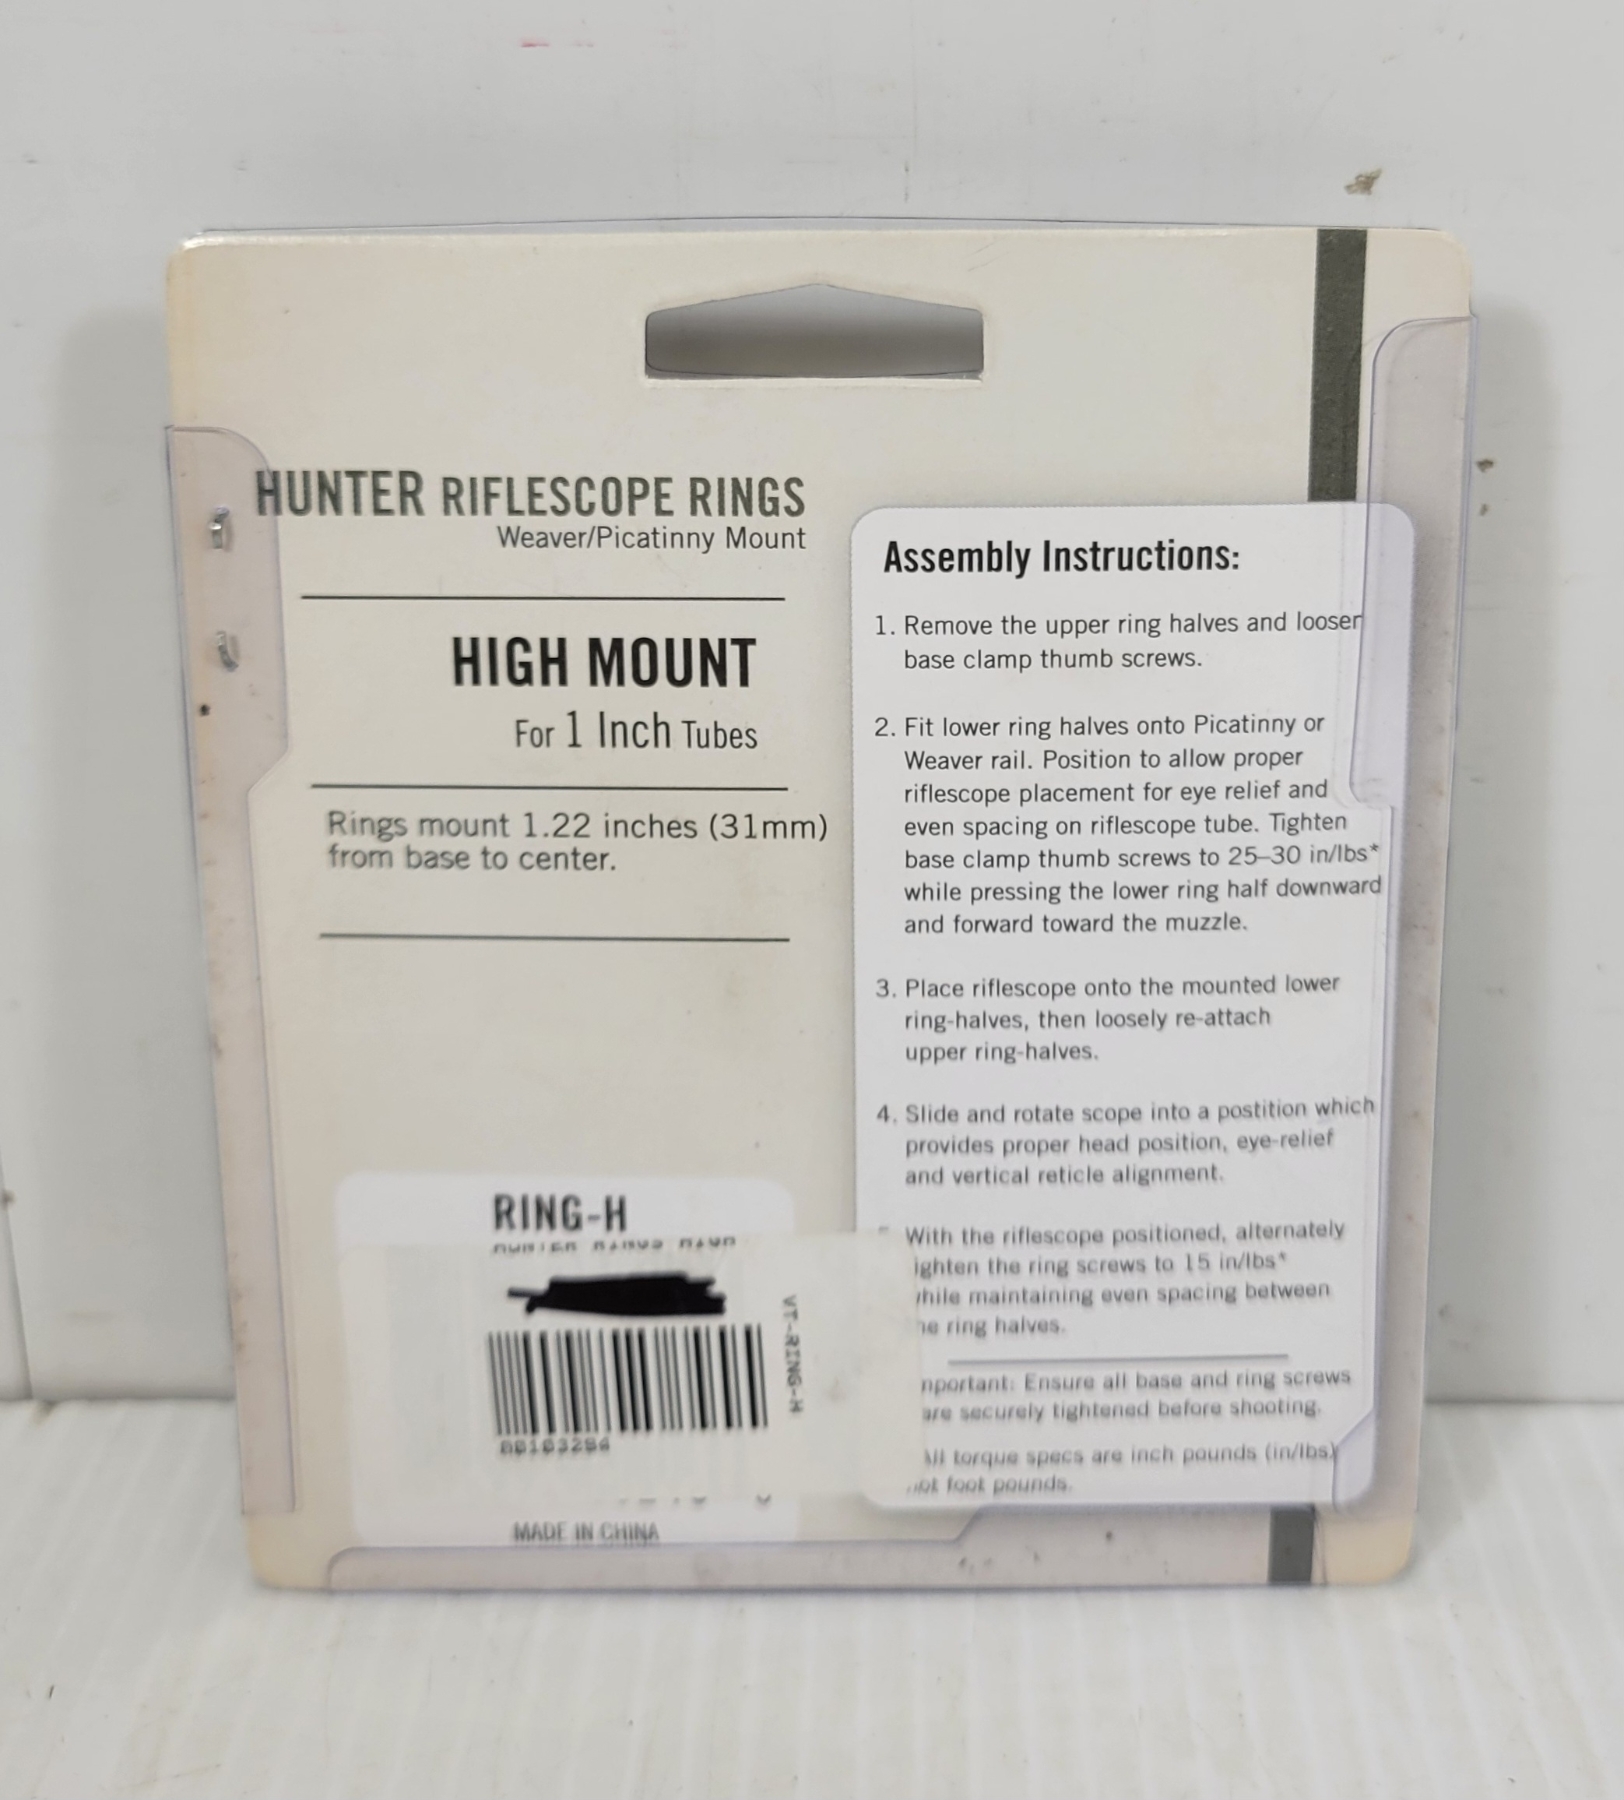 HUNTER RIFLESCOPE RINGS
Weaver/Picatinny Mount
HIGH MOUNT
For 1 Inch Tubes
Rings mount 1.22 inches (31mm)
from base to center.
RING-H
VT-RING-H
MADE IN CHINA
Assembly Instructions:
1. Remove the upper ring halves and loosen
base clamp thumb screws.
2. Fit lower ring halves onto Picatinny or
Weaver rail. Position to allow proper
riflescope placement for eye relief and
even spacing on riflescope tube. Tighten
base clamp thumb screws to 25–30 in/lbs*
while pressing the lower ring half downward
and forward toward the muzzle.
3. Place riflescope onto the mounted lower
ring-halves, then loosely re-attach
upper ring-halves.
4. Slide and rotate scope into a postition which
provides proper head position, eye-relief
and vertical reticle alignment.
With the riflescope positioned, alternately
ighten the ring screws to 15 in/lbs*
hile maintaining even spacing between
e ring halves.
portant: Ensure all base and ring screws
are securely tightened before shooting.
All torque specs are inch pounds (in/lbs)
not foot pounds.